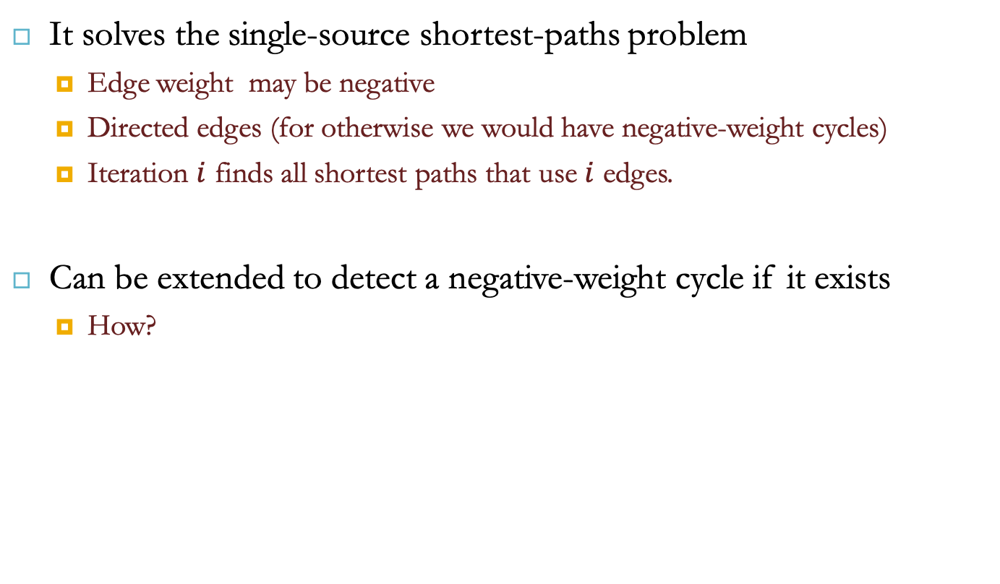 It solves the single-source shortest-paths problem
Edge weight may be negative
Directed edges (for otherwise we would have negative-weight cycles)
Iteration i finds all shortest paths that use i edges.
Can be extended to detect a negative-weight cycle if it exists
How?